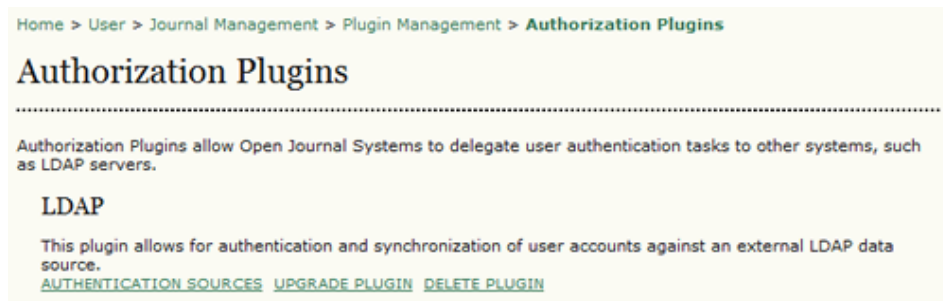 Home > User > Journal Management > Plugin Management > Authorization Plugins
Authorization Plugins
Authorization Plugins allow Open Journal Systems to delegate user authentication tasks to other systems, such
as LDAP servers.
LDAP
This plugin allows for authentication and synchronization of user accounts against an external LDAP data
source.
AUTHENTICATION SOURCES UPGRADE PLUGIN DELETE PLUGIN